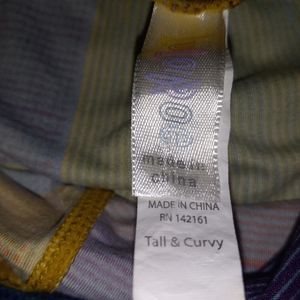 made in
china
MADE IN CHINA
RN 142161
Tall & Curvy